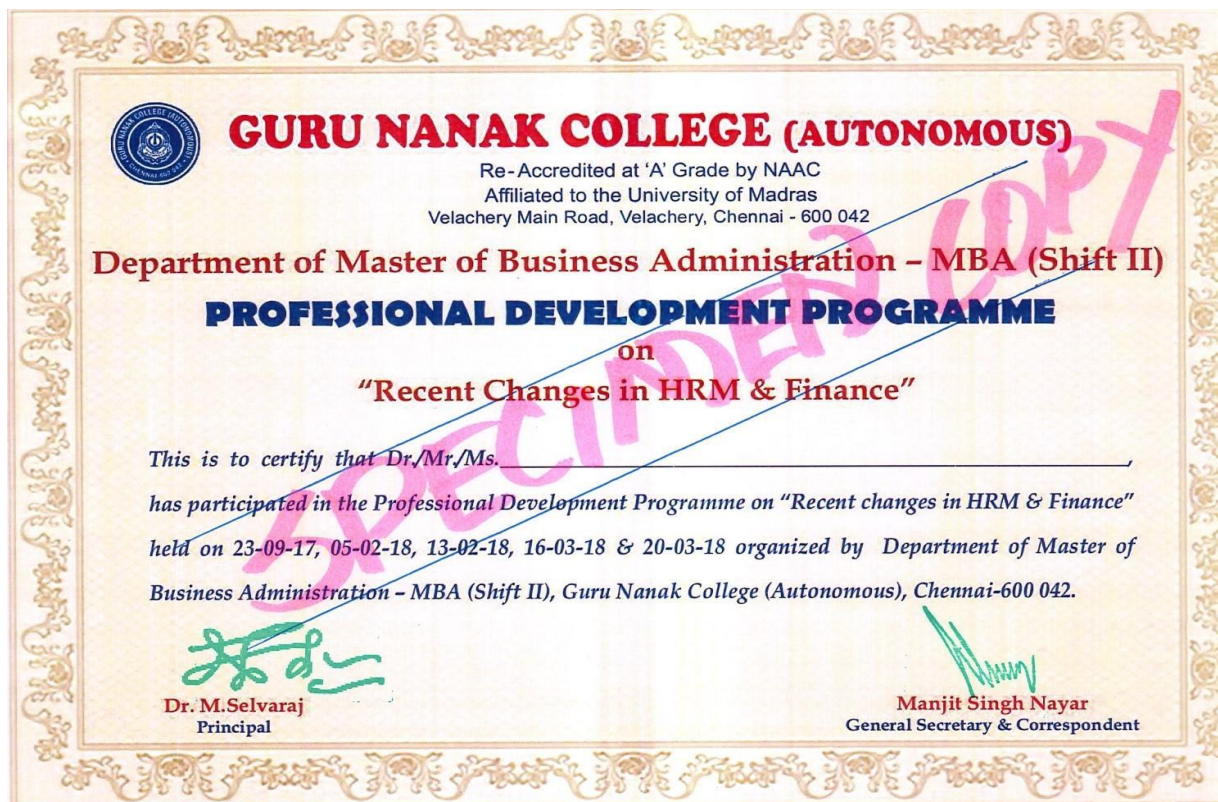 GURU NANAK COLLEGE (AUTONOMOUS)
Re-Accredited at 'A' Grade by NAAC
Affiliated to the University of Madras
Velachery Main Road, Velachery, Chennai - 600 042
Department of Master of Business Administration – MBA (Shift II)
PROFESSIONAL DEVELOPMENT PROGRAMME
on
“Recent Changes in HRM & Finance”
SPECIMEN COPY
This is to certify that Dr./Mr./Ms.____________________,
has participated in the Professional Development Programme on “Recent changes in HRM & Finance”
held on 23-09-17, 05-02-18, 13-02-18, 16-03-18 & 20-03-18 organized by Department of Master of
Business Administration – MBA (Shift II), Guru Nanak College (Autonomous), Chennai-600 042.
Dr. M.Selvaraj
Principal
Manjit Singh Nayar
General Secretary & Correspondent